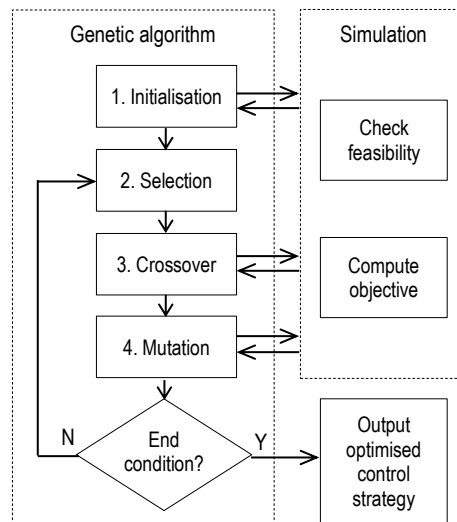 Genetic algorithm
Simulation
1. Initialisation
Check
feasibility
2. Selection
3. Crossover
Compute
objective
4. Mutation
N
End
condition?
Y
Output
optimised
control
strategy